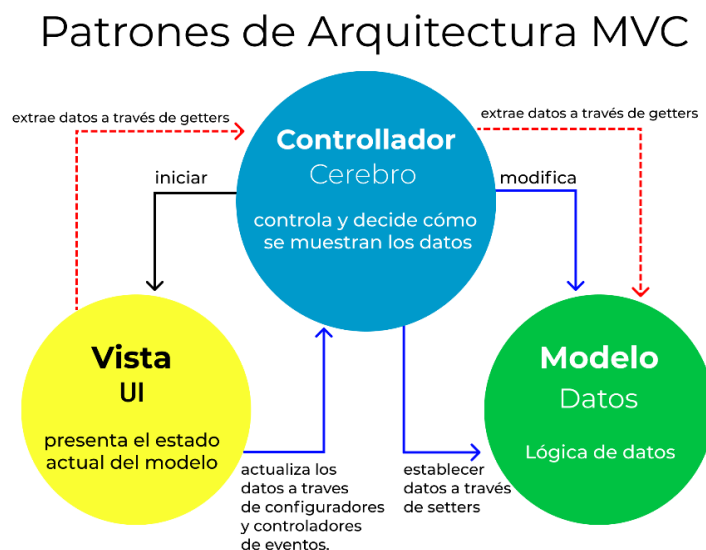 Patrones de Arquitectura MVC
extrae datos a través de getters
extrae datos a través de getters
Controllador
Cerebro
controla y decide cómo
se muestran los datos
iniciar
modifica
Vista
UI
presenta el estado
actual del modelo
Modelo
Datos
Lógica de datos
actualiza los
datos a traves
de configuradores
y controladores
de eventos.
establecer
datos a través
de setters